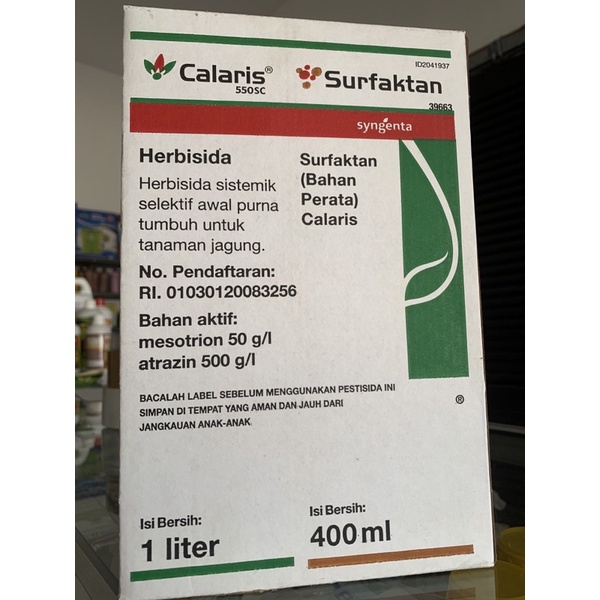 ID2041937
Calaris®
550SC
Surfaktan
39663
syngenta
Herbisida
Herbisida sistemik
selektif awal purna
tumbuh untuk
tanaman jagung.
No. Pendaftaran:
RI. 01030120083256
Bahan aktif:
mesotrion 50 g/l
atrazin 500 g/l
Surfaktan
(Bahan
Perata)
Calaris
BACALAH LABEL SEBELUM MENGGUNAKAN PESTISIDA INI
SIMPAN DI TEMPAT YANG AMAN DAN JAUH DARI
JANGKAUAN ANAK-ANAK
®
Isi Bersih:
1 liter
Isi Bersih:
400 ml